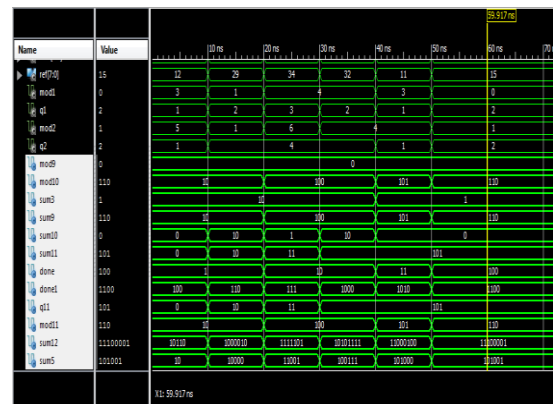 59.917 ns
Name Value 10 ns 20 ns 30 ns 40 ns 50 ns 60 ns 70
ref[7:0] 15 12 29 34 32 11 15
mod1 0 3 1 4 3 0
q1 2 1 2 3 2 1 2
mod2 1 5 1 6 4 1
q2 2 1 4 1 2
mod9 0 0
mod10 110 10 100 101 110
sum3 1 10 1
sum9 110 10 100 101 110
sum10 0 0 10 1 10 0
sum11 101 0 10 11 101
done 100 1 10 11 100
done1 1100 100 110 111 1000 1010 1100
q11 101 0 10 11 101
mod11 110 10 100 101 110
sum12 11100001 10110 1000010 1111101 10101111 11000100 11100001
sum5 101001 10 10000 11001 100111 101000 101001
X1: 59.917 ns